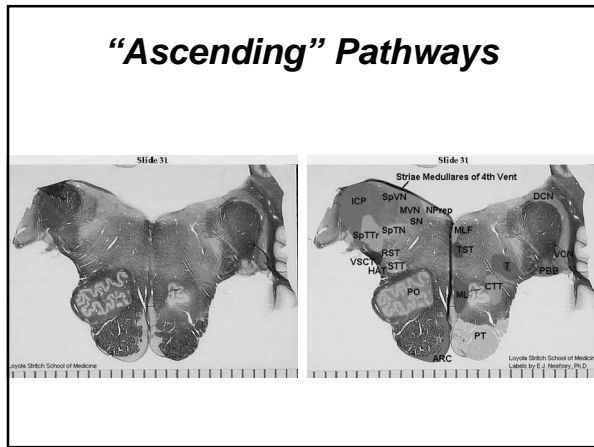 “Ascending” Pathways
Slide 31
Loyola Stritch School of Medicine
Slide 31
Striae Medullares of 4th Vent
ICP
SpVN
DCN
MVN
NPrep
SN
SpTTr
SpTN
MLF
TST
VCN
VSCT
RST
7
HAT
STT
PBB
CTT
PO
ML
PT
ARC
Loyola Stritch School of Medicin
Labels by E.J. Neafsey, Ph.D.